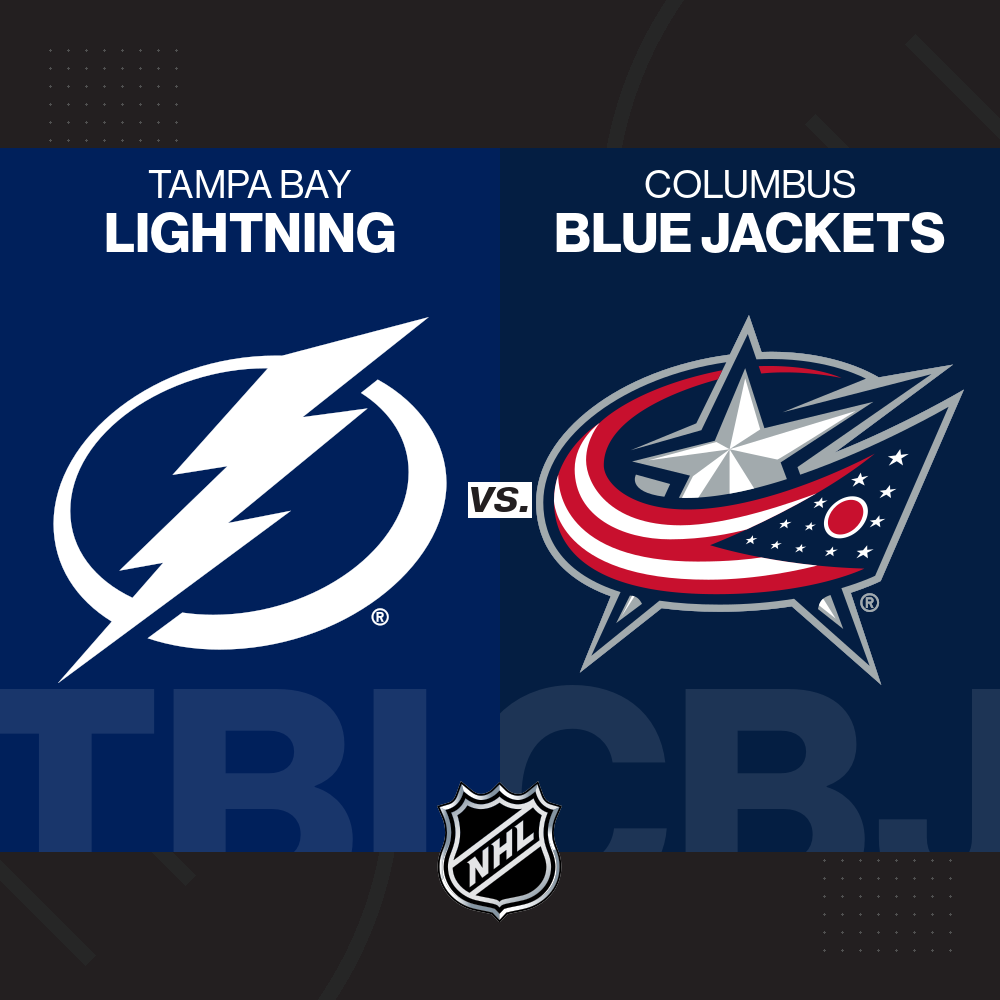 TAMPA BAY
LIGHTNING
COLUMBUS
BLUE JACKETS
vs.
®
®
TBL
CBJ
NHL